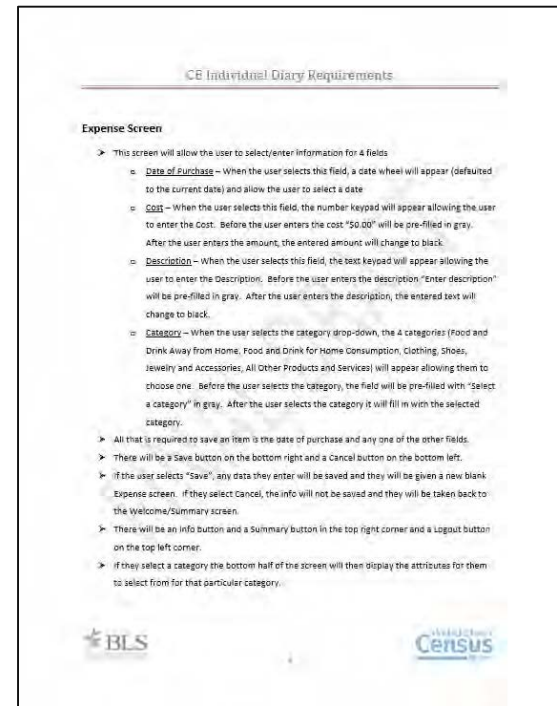 CE Individual Diary Requirements
Expense Screen
➤ This screen will allow the user to select/enter information for 4 fields
o Date of Purchase – When the user selects this field, a date wheel will appear (defaulted
to the current date) and allow the user to select a date
o Cost – When the user selects this field, the number keypad will appear allowing the user
to enter the Cost. Before the user enters the cost "$0.00" will be pre-filled in gray.
After the user enters the amount, the entered amount will change to black.
o Description – When the user selects this field, the text keypad will appear allowing the
user to enter the Description. Before the user enters the description "Enter description"
will be pre-filled in gray. After the user enters the description, the entered text will
change to black.
o Category – When the user selects the category drop-down, the 4 categories (Food and
Drink Away from Home, Food and Drink for Home Consumption, Clothing, Shoes,
Jewelry and Accessories, All Other Products and Services) will appear allowing them to
choose one. Before the user selects the category, the field will be pre-filled with "Select
a category" in gray. After the user selects the category it will fill in with the selected
category.
➤ All that is required to save an item is the date of purchase and any one of the other fields.
➤ There will be a Save button on the bottom right and a Cancel button on the bottom left.
➤ If the user selects "Save", any data they enter will be saved and they will be given a new blank
Expense screen. If they select Cancel, the info will not be saved and they will be taken back to
the Welcome/Summary screen.
➤ There will be an Info button and a Summary button in the top right corner and a Logout button
on the top left corner.
➤ If they select a category the bottom half of the screen will then display the attributes for them
to select from for that particular category.
BLS
Census